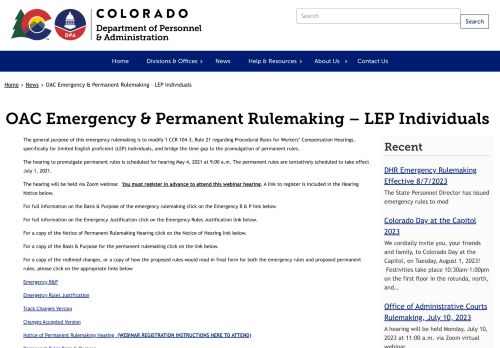 COLORADO
Department of Personnel
& Administration
DPA
Search
Search
Home Divisions & Offices News Help & Resources About Us Contact Us
Home > News > OAC Emergency & Permanent Rulemaking – LEP Individuals
OAC Emergency & Permanent Rulemaking – LEP Individuals
The general purpose of this emergency rulemaking is to modify 1 CCR 104-3, Rule 21 regarding Procedural Rules for Workers' Compensation Hearings,
specifically for limited English proficient (LEP) Individuals, and bridge the time gap to the promulgation of permanent rules.
The hearing to promulgate permanent rules is scheduled for hearing May 4, 2021 at 9:00 a.m. The permanent rules are tentatively scheduled to take effect
July 1, 2021.
The hearing will be held via Zoom webinar. You must register in advance to attend this webinar hearing. A link to register is included in the Hearing
Notice below.
For full information on the Basis & Purpose of the emergency rulemaking click on the Emergency B & P link below.
For full information on the Emergency Justification click on the Emergency Rules Justification link below.
For a copy of the Notice of Permanent Rulemaking Hearing click on the Notice of Hearing link below.
For a copy of the Basis & Purpose for the permanent rulemaking click on the link below.
For a copy of the redlined changes, or a copy of how the proposed rules would read in final form for both the emergency rules and proposed permanent
rules, please click on the appropriate links below
Emergency B&P
Emergency Rules Justification
Track Changes Version
Changes Accepted Version
Notice of Permanent Rulemaking Hearing (WEBINAR REGISTRATION INSTRUCTIONS HERE TO ATTEND)
Recent
DHR Emergency Rulemaking
Effective 8/7/2023
The State Personnel Director has issued
emergency rules to mod
Colorado Day at the Capitol
2023
We cordially invite you, your friends
and family, to Colorado Day at the
Capitol, on Tuesday, August 1, 2023!
Festivities take place 10:30am-1:00pm
on the first floor in the rotunda, north,
and...
Office of Administrative Courts
Rulemaking, July 10, 2023
A hearing will be held Monday, July 10,
2023 at 11:00 a.m. via Zoom virtual
webinar